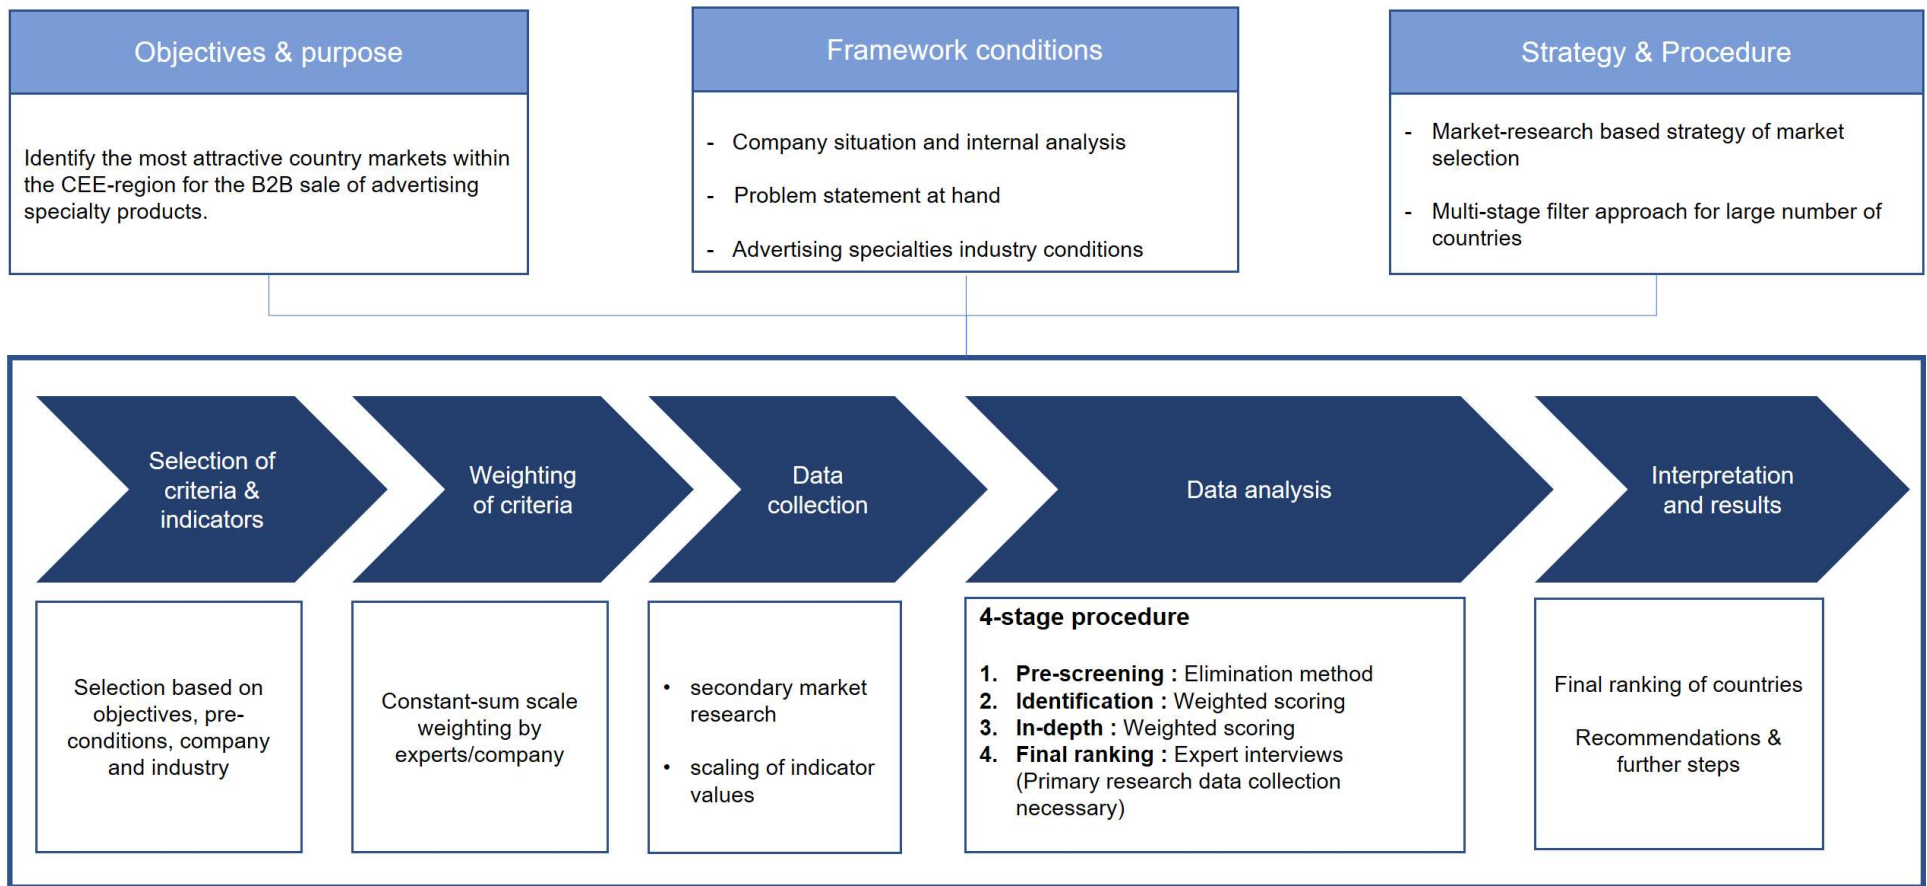 Objectives & purpose
Identify the most attractive country markets within
the CEE-region for the B2B sale of advertising
specialty products.
Framework conditions
- Company situation and internal analysis
- Problem statement at hand
- Advertising specialties industry conditions
Strategy & Procedure
- Market-research based strategy of market
selection
- Multi-stage filter approach for large number of
countries
Selection of
criteria &
indicators
Weighting
of criteria
Data
collection
Data analysis
Interpretation
and results
Selection based on
objectives, pre-
conditions, company
and industry
Constant-sum scale
weighting by
experts/company
• secondary market
research
• scaling of indicator
values
4-stage procedure
1. Pre-screening : Elimination method
2. Identification : Weighted scoring
3. In-depth : Weighted scoring
4. Final ranking : Expert interviews
(Primary research data collection
necessary)
Final ranking of countries
Recommendations &
further steps